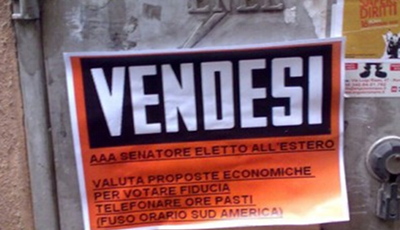 ENEL
VENDESI
AAA SENATORE ELETTO ALL'ESTERO
VALUTA PROPOSTE ECONOMICHE
PER VOTARE FIDUCIA
TELEFONARE ORE PASTI
(FUSO ORARIO SUD AMERICA)